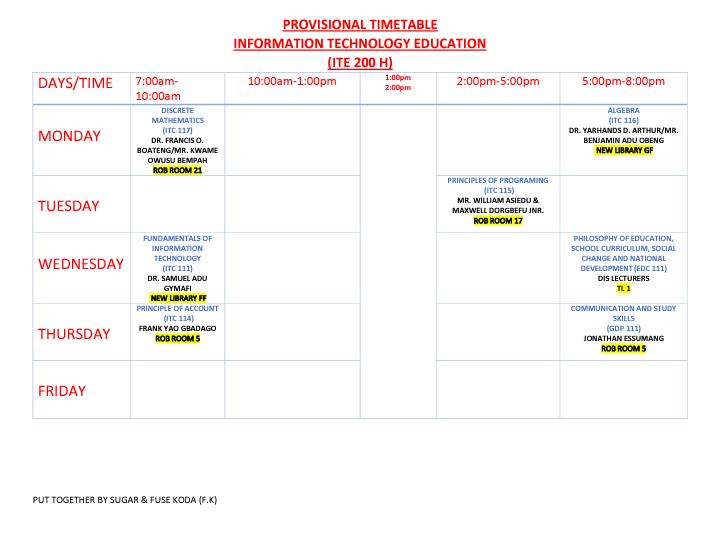 PROVISIONAL TIMETABLE
INFORMATION TECHNOLOGY EDUCATION
(ITE 200 H)
DAYS/TIME
7:00am-
10:00am
10:00am-1:00pm
1:00pm
2:00pm
2:00pm-5:00pm
5:00pm-8:00pm
MONDAY
DISCRETE
MATHEMATICS
(ITC 117)
DR. FRANCIS O.
BOATENG/MR. KWAME
OWUSU BEMPAH
ROB ROOM 21
ALGEBRA
(ITC 116)
DR. YARHANDS D. ARTHUR/MR.
BENJAMIN ADU OBENG
NEW LIBRARY GF
TUESDAY
PRINCIPLES OF PROGRAMING
(ITC 115)
MR. WILLIAM ASIEDU &
MAXWELL DORGBEFU JNR.
ROB ROOM 17
WEDNESDAY
FUNDAMENTALS OF
INFORMATION
TECHNOLOGY
(ITC 111)
DR. SAMUEL ADU
GYMAFI
NEW LIBRARY FF
PHILOSOPHY OF EDUCATION,
SCHOOL CURRICULUM, SOCIAL
CHANGE AND NATIONAL
DEVELOPMENT (EDC 111)
DIS LECTURERS
TL 1
THURSDAY
PRINCIPLE OF ACCOUNT
(ITC 114)
FRANK YAO GBADAGO
ROB ROOM 5
COMMUNICATION AND STUDY
SKILLS
(GDP 111)
JONATHAN ESSUMANG
ROB ROOM 5
FRIDAY
PUT TOGETHER BY SUGAR & FUSE KODA (F.K)